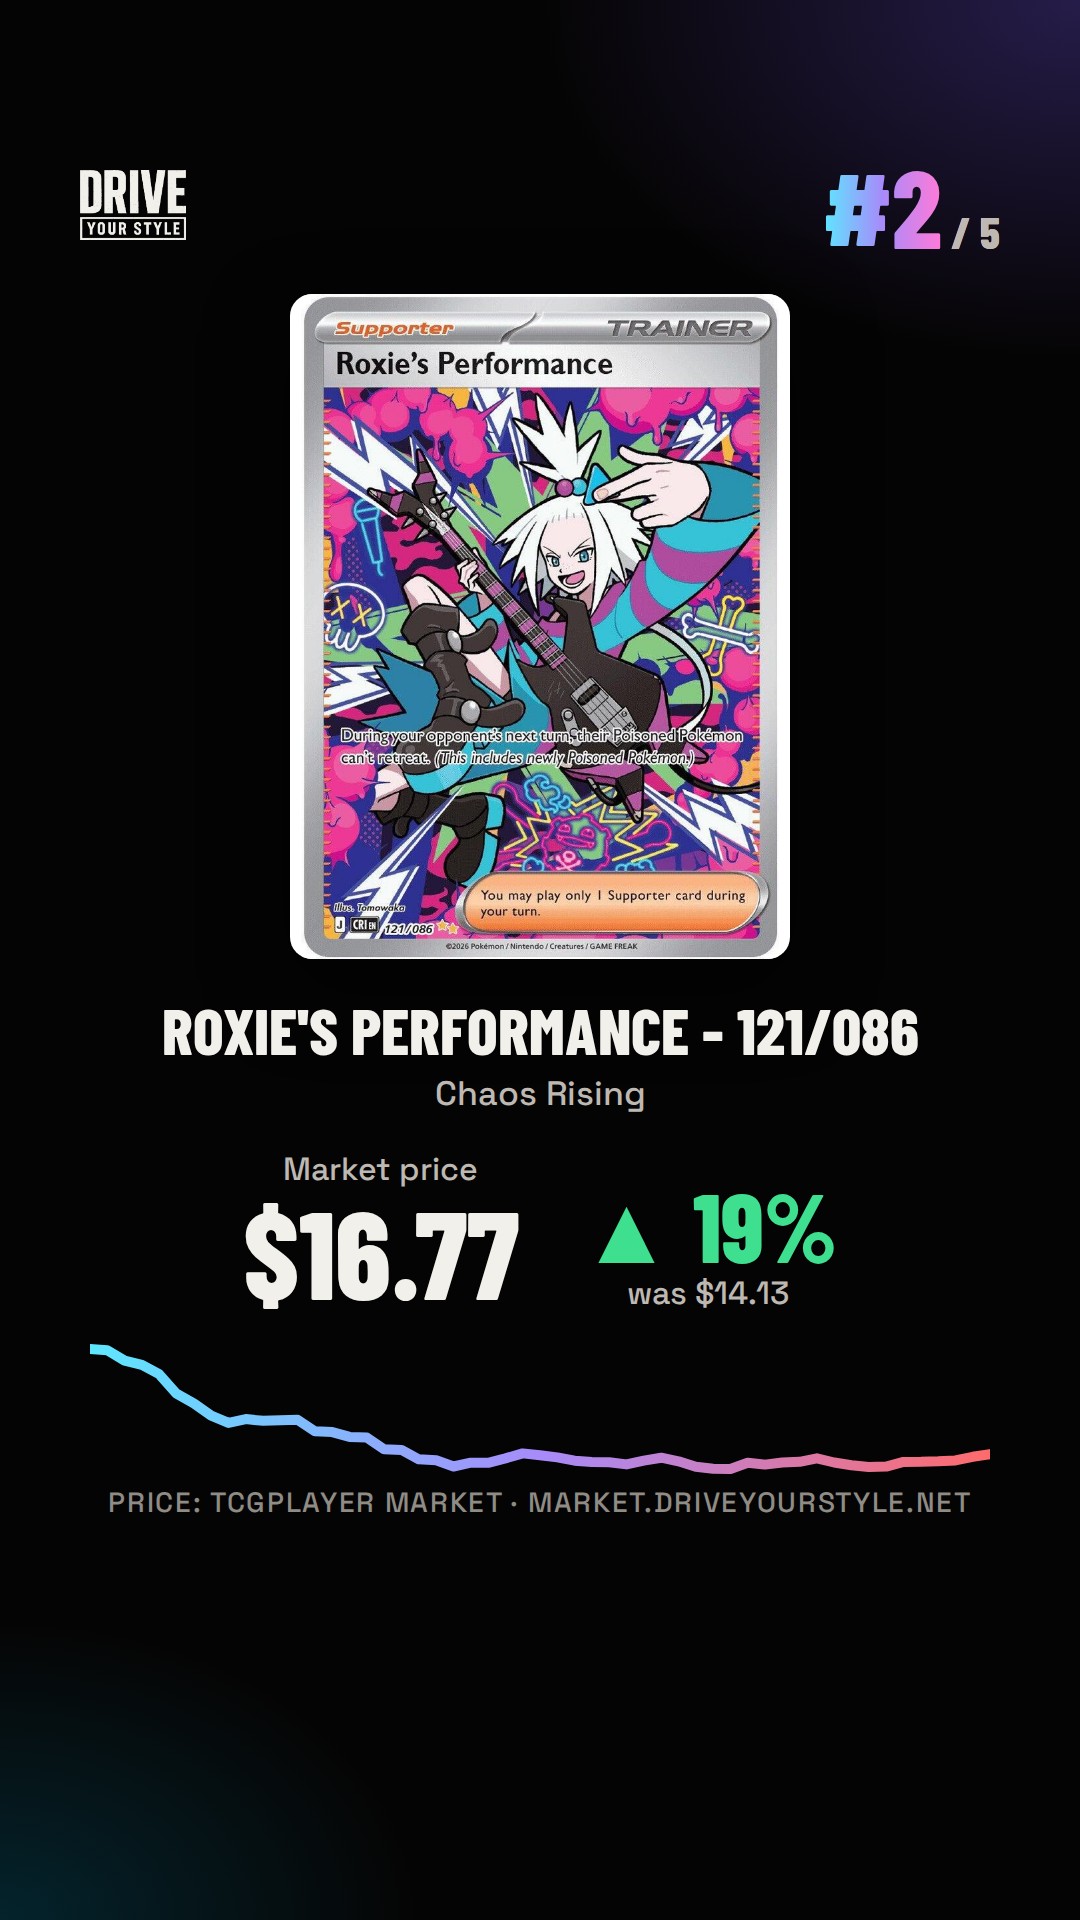 DRIVE
YOUR STYLE
#2 / 5
Supporter
TRAINER
Roxie's Performance
During your opponent's next turn, their Poisoned Pokémon
can't retreat. (This includes newly Poisoned Pokémon.)
You may play only 1 Supporter card during
your turn.
Illus. Tomowaka
J CRI EN 121/086
©2026 Pokémon / Nintendo / Creatures / GAME FREAK
ROXIE'S PERFORMANCE - 121/086
Chaos Rising
Market price
$16.77
▲ 19%
was $14.13
PRICE: TCGPLAYER MARKET · MARKET.DRIVEYOURSTYLE.NET